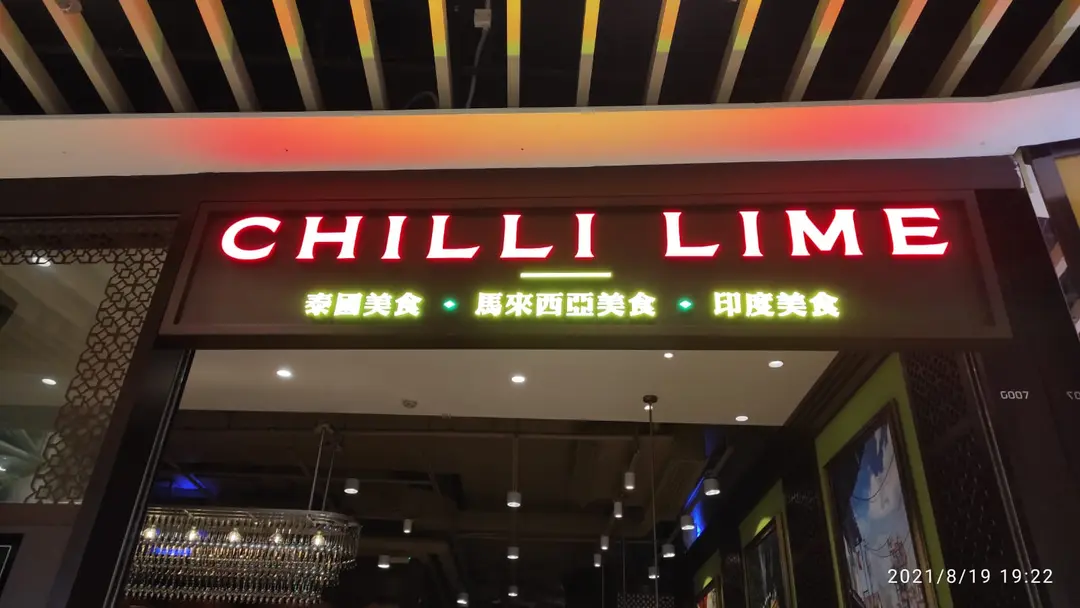 CHILLI LIME
泰國美食 ◆ 馬來西亞美食 ◆ 印度美食
G007
2021/8/19 19:22